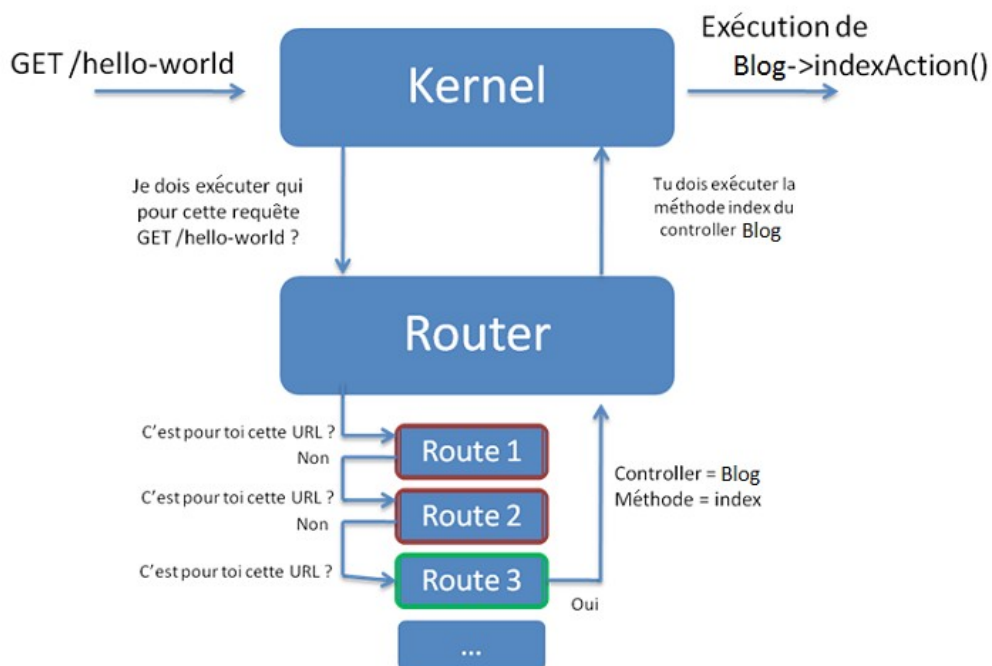 GET /hello-world
Kernel
Exécution de
Blog->indexAction()
Je dois exécuter qui
pour cette requête
GET /hello-world ?
Tu dois exécuter la
méthode index du
controller Blog
Router
C'est pour toi cette URL ?
Non
Route 1
C'est pour toi cette URL ?
Non
Route 2
C'est pour toi cette URL ?
Route 3
Oui
Controller = Blog
Méthode = index
...